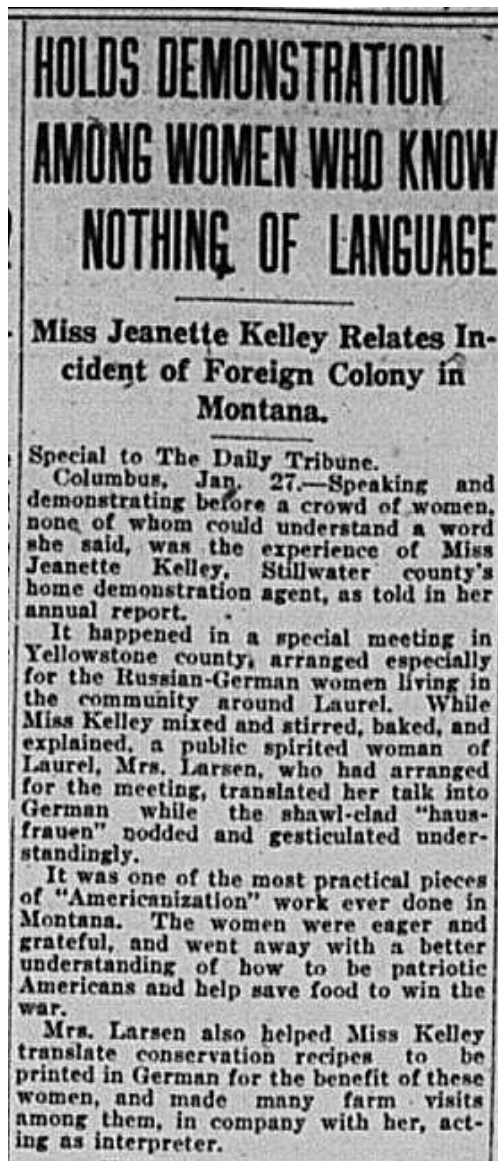 HOLDS DEMONSTRATION
AMONG WOMEN WHO KNOW
NOTHING OF LANGUAGE
Miss Jeanette Kelley Relates In-
cident of Foreign Colony in
Montana.
Special to The Daily Tribune.
Columbus, Jan. 27.—Speaking and
demonstrating before a crowd of women,
none of whom could understand a word
she said, was the experience of Miss
Jeanette Kelley, Stillwater county's
home demonstration agent, as told in her
annual report.
It happened in a special meeting in
Yellowstone county, arranged especially
for the Russian-German women living in
the community around Laurel. While
Miss Kelley mixed and stirred, baked, and
explained, a public spirited woman of
Laurel, Mrs. Larsen, who had arranged
for the meeting, translated her talk into
German while the shawl-clad "haus-
frauen" nodded and gesticulated under-
standingly.
It was one of the most practical pieces
of "Americanization" work ever done in
Montana. The women were eager and
grateful, and went away with a better
understanding of how to be patriotic
Americans and help save food to win the
war.
Mrs. Larsen also helped Miss Kelley
translate conservation recipes to be
printed in German for the benefit of these
women, and made many farm visits
among them, in company with her, act-
ing as interpreter.